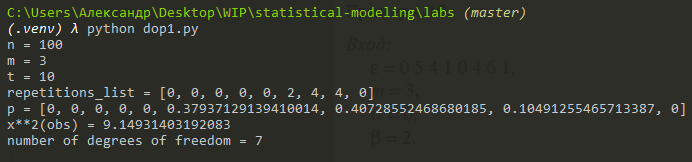 C:\Users\Александр\Desktop\WIP\statistical-modeling\labs (master)
(.venv) λ python dop1.py
n = 100
m = 3
t = 10
repetitions_list = [0, 0, 0, 0, 0, 2, 4, 4, 0]
p = [0, 0, 0, 0, 0, 0.37937129139410014, 0.40728552468680185, 0.10491255465713387, 0]
x**2(obs) = 9.14931403192083
number of degrees of freedom = 7
Вход:
ε = 0 5 4 1 0 4 6 1,
= 3,
β = 2.